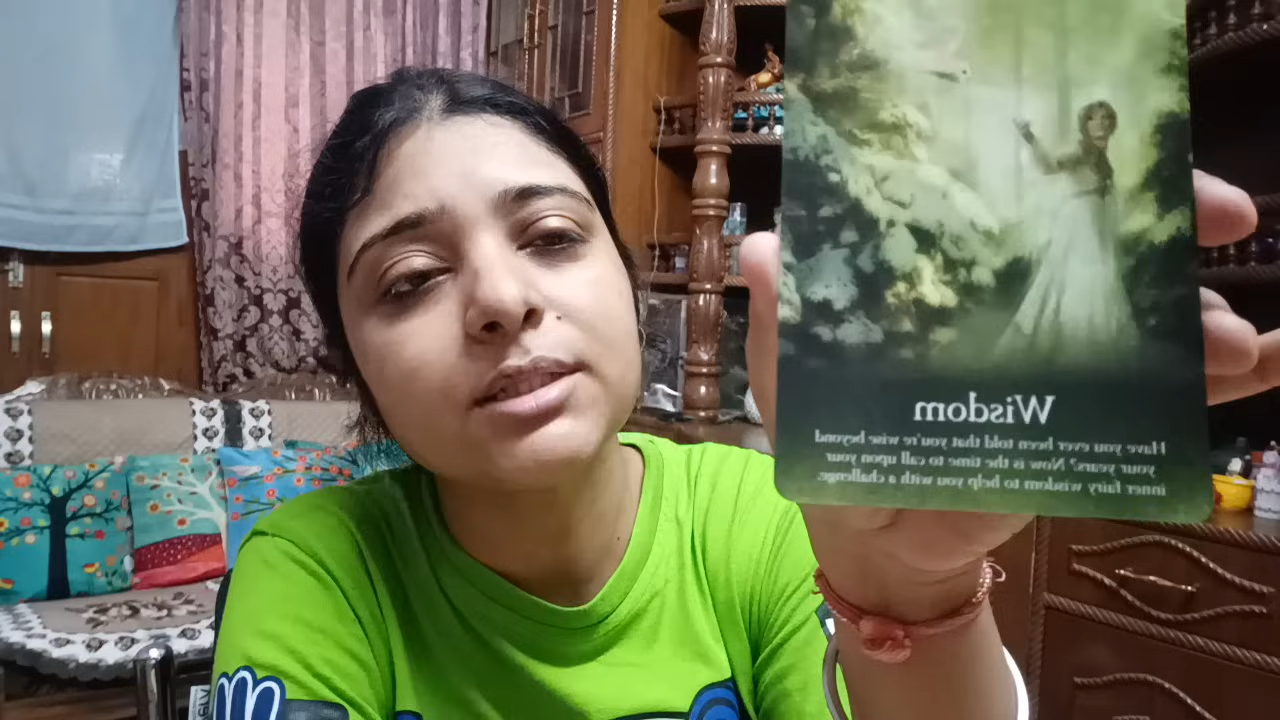 Wisdom
Have you ever been told that you're wise beyond
your years? Now is the time to call upon your
inner fairy wisdom to help you with a challenge.